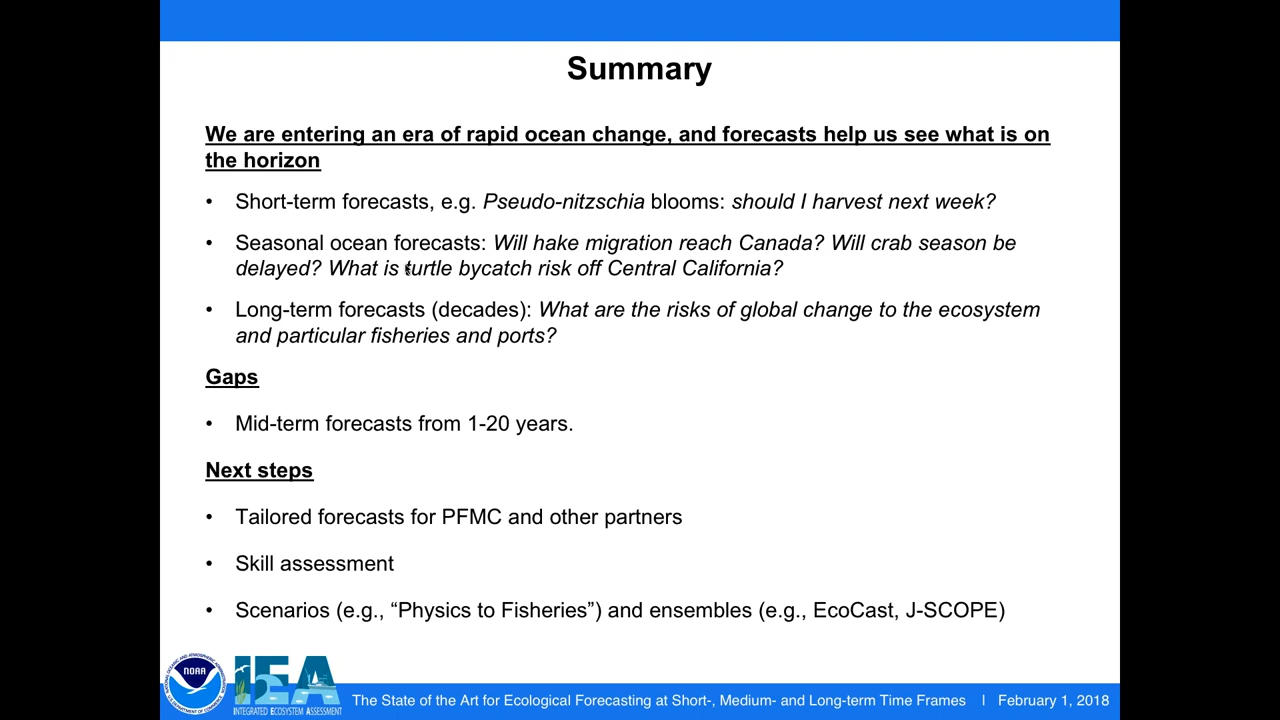 Summary
We are entering an era of rapid ocean change, and forecasts help us see what is on
the horizon
• Short-term forecasts, e.g. Pseudo-nitzschia blooms: should I harvest next week?
• Seasonal ocean forecasts: Will hake migration reach Canada? Will crab season be
delayed? What is turtle bycatch risk off Central California?
• Long-term forecasts (decades): What are the risks of global change to the ecosystem
and particular fisheries and ports?
Gaps
• Mid-term forecasts from 1-20 years.
Next steps
• Tailored forecasts for PFMC and other partners
• Skill assessment
• Scenarios (e.g., “Physics to Fisheries”) and ensembles (e.g., EcoCast, J-SCOPE)
NOAA
IEA
INTEGRATED ECOSYSTEM ASSESSMENT
The State of the Art for Ecological Forecasting at Short-, Medium- and Long-term Time Frames | February 1, 2018